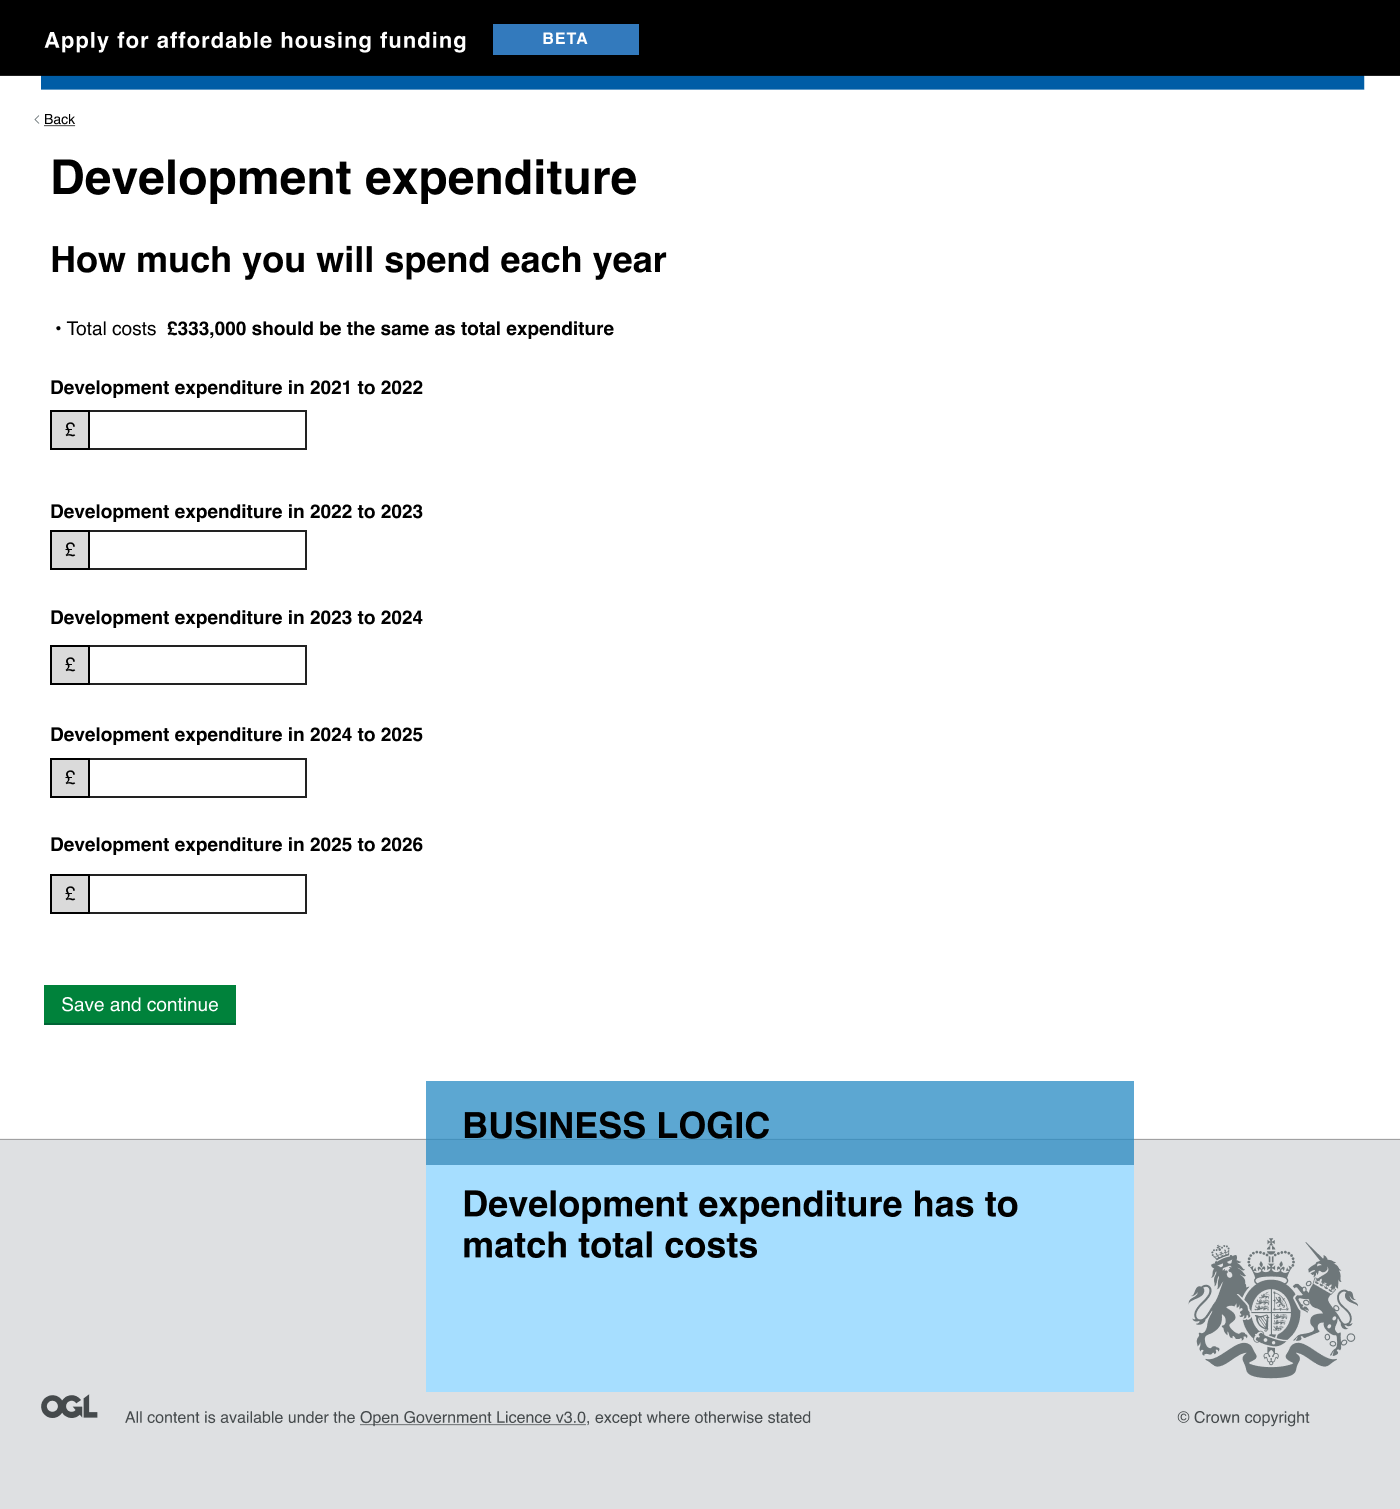 Apply for affordable housing funding BETA
Back
Development expenditure
How much you will spend each year
• Total costs £333,000 should be the same as total expenditure
Development expenditure in 2021 to 2022
£
Development expenditure in 2022 to 2023
£
Development expenditure in 2023 to 2024
£
Development expenditure in 2024 to 2025
£
Development expenditure in 2025 to 2026
£
Save and continue
BUSINESS LOGIC
Development expenditure has to
match total costs
OGL All content is available under the Open Government Licence v3.0, except where otherwise stated © Crown copyright